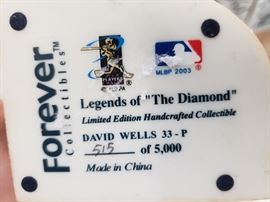 Forever
Collectibles™
PLAYERS
MLBP 2003
Legends of "The Diamond"
Limited Edition Handcrafted Collectible
DAVID WELLS 33 - P
515 of 5,000
Made in China